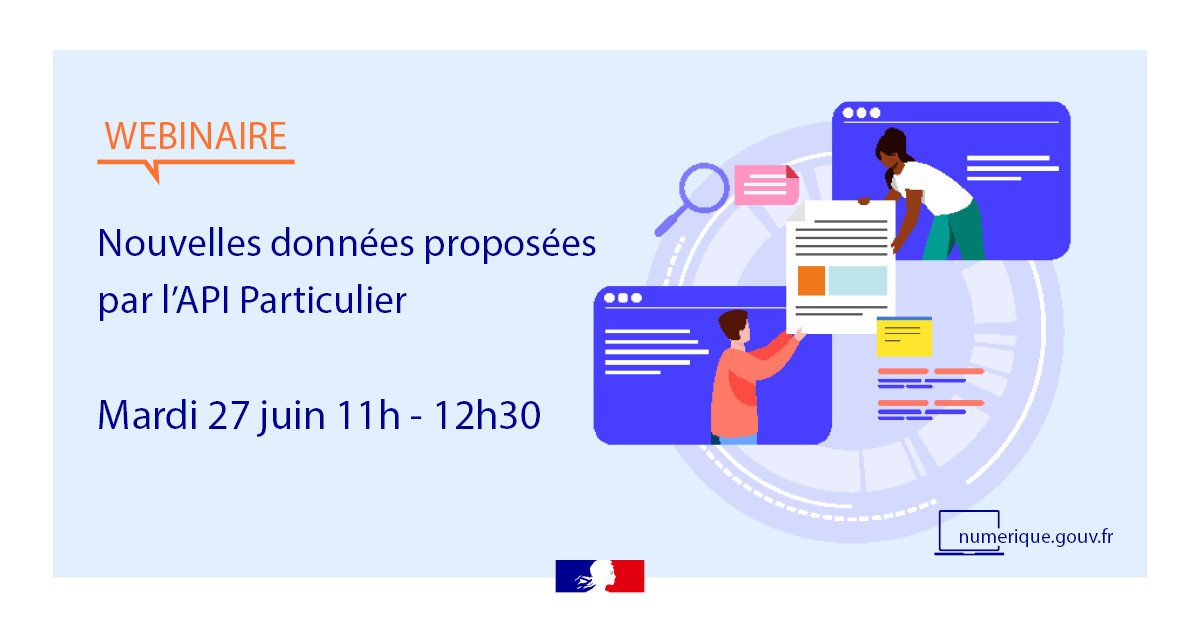 WEBINAIRE
Nouvelles données proposées
par l’API Particulier
Mardi 27 juin 11h - 12h30
numerique.gouv.fr